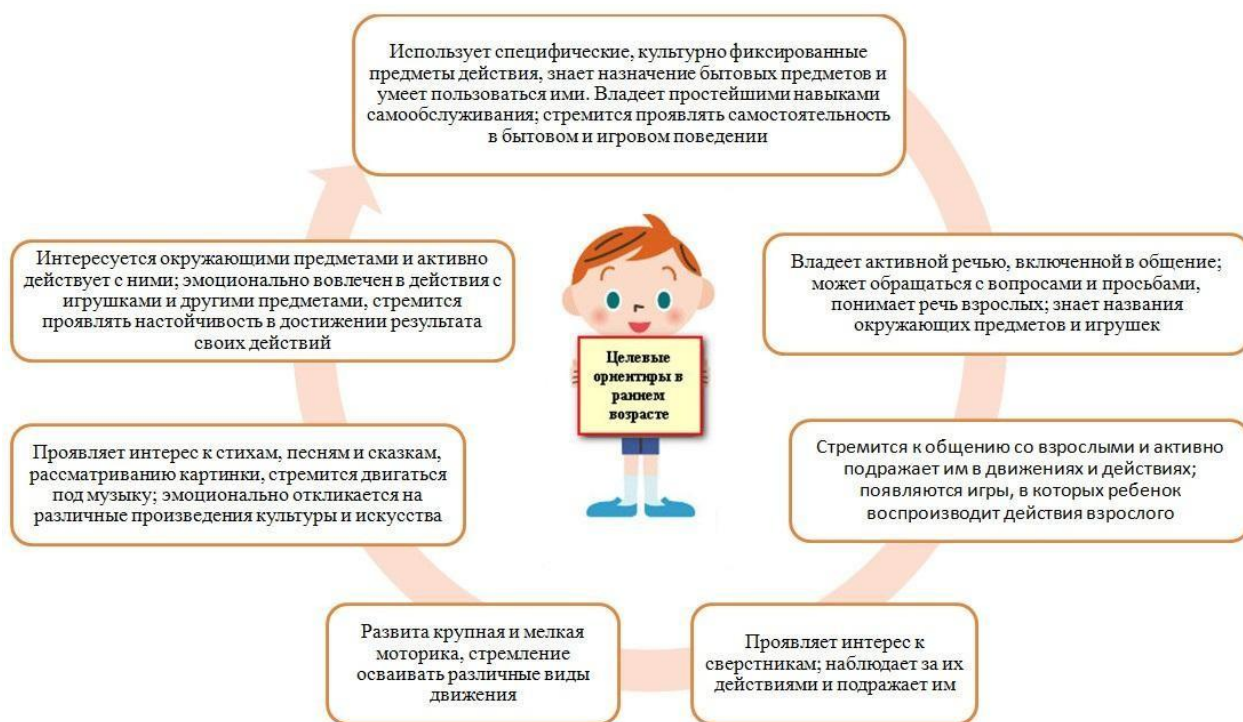 Использует специфические, культурно фиксированные
предметы действия, знает назначение бытовых предметов и
умеет пользоваться ими. Владеет простейшими навыками
самообслуживания; стремится проявлять самостоятельность
в бытовом и игровом поведении
Владеет активной речью, включенной в общение;
может обращаться с вопросами и просьбами,
понимает речь взрослых; знает названия
окружающих предметов и игрушек
Стремится к общению со взрослыми и активно
подражает им в движениях и действиях;
появляются игры, в которых ребенок
воспроизводит действия взрослого
Проявляет интерес к
сверстникам; наблюдает за их
действиями и подражает им
Развита крупная и мелкая
моторика, стремление
осваивать различные виды
движения
Проявляет интерес к стихам, песням и сказкам,
рассматриванию картинки, стремится двигаться
под музыку; эмоционально откликается на
различные произведения культуры и искусства
Интересуется окружающими предметами и активно
действует с ними; эмоционально вовлечен в действия с
игрушками и другими предметами, стремится
проявлять настойчивость в достижении результата
своих действий
Целевые
ориентиры в
раннем
возрасте